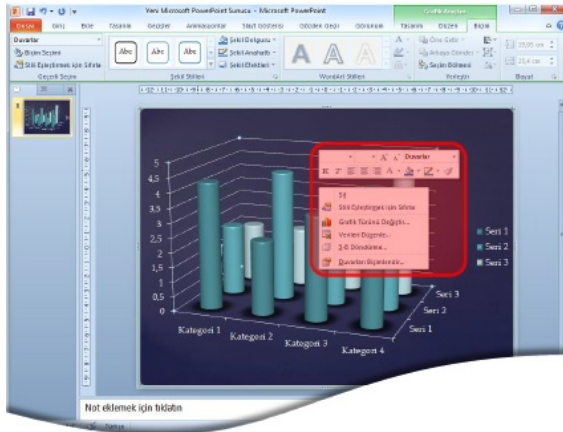 Yeni Microsoft PowerPoint Sunusu - Microsoft PowerPoint
Grafik Araçları
Dosya Giriş Ekle Tasarım Geçişler Animasyonlar Slayt Gösterisi Gözden Geçir Görünüm Tasarım Düzen Biçim
Duvarlar
Biçim Seçimi
Stili Eşleştirmek için Sıfırla
Geçerli Seçim
Abc Abc Abc
Şekil Dolgusu
Şekil Anahattı
Şekil Efektleri
Şekil Stilleri
A A A
WordArt Stilleri
Öne Getir
Arkaya Gönder
Seçim Bölmesi
Yerleştir
Boyut
Duvarlar
K T
Sil
Stili Eşleştirmek için Sıfırla
Grafik Türünü Değiştir...
Verileri Düzenle...
3-B Döndürme...
Duvarları Biçimlendir...
5
4,5
4
3,5
3
2,5
2
1,5
1
0,5
0
Kategori 1
Kategori 2
Kategori 3
Kategori 4
Seri 1
Seri 2
Seri 3
Seri 1
Seri 2
Seri 3
Not eklemek için tıklatın
Türkçe